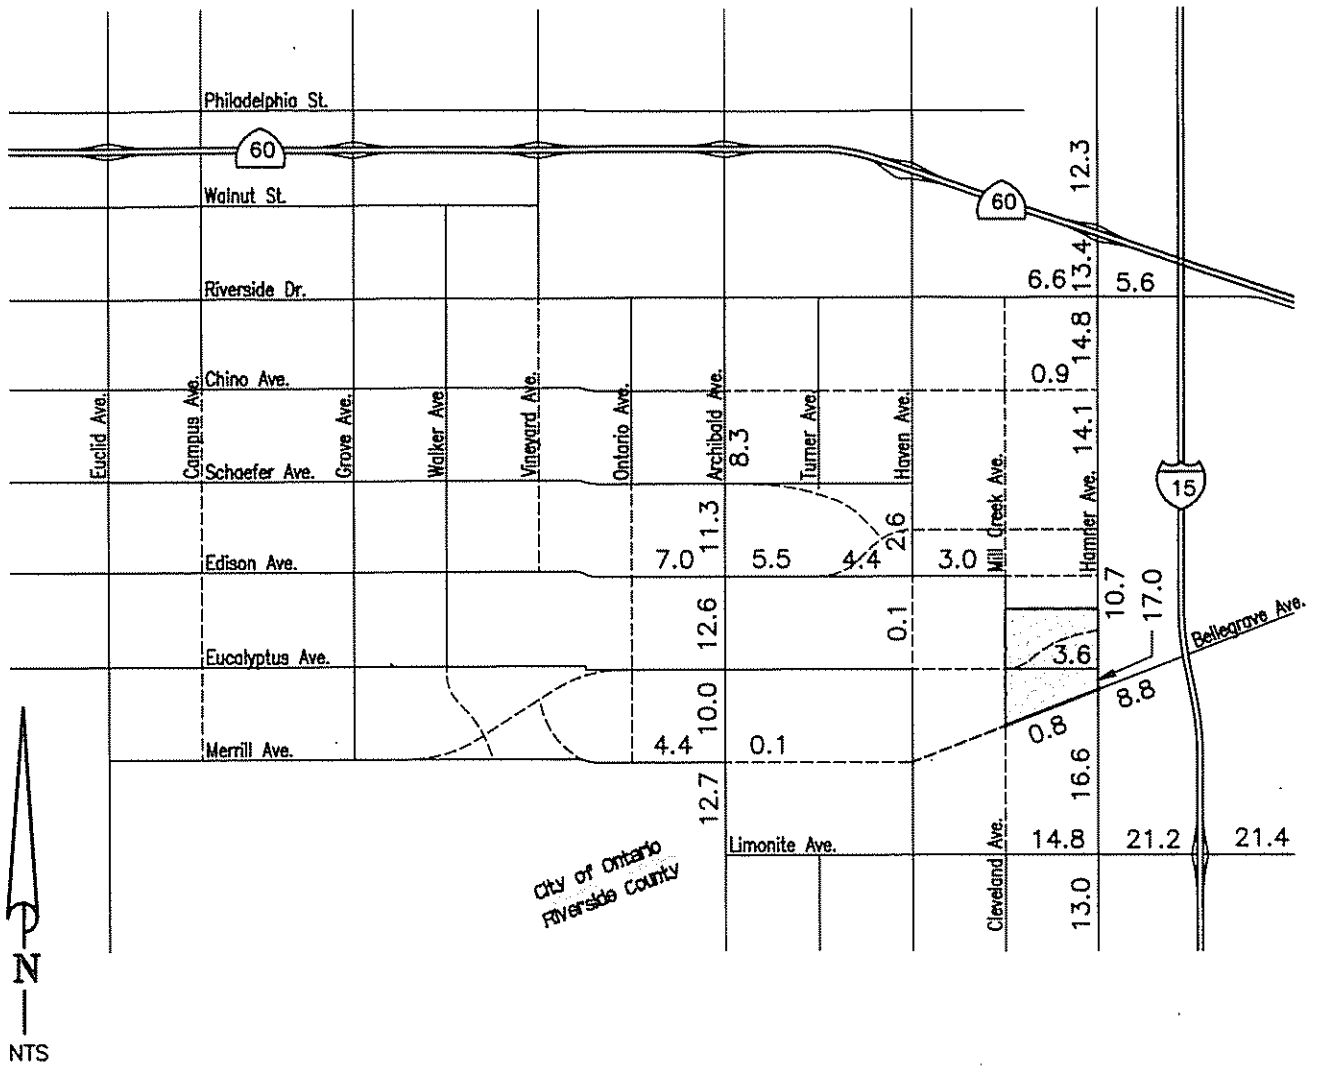 Philadelphia St.
60
12.3
Walnut St.
60
13.4
Riverside Dr.
6.6
5.6
14.8
Chino Ave.
0.9
Euclid Ave.
Campus Ave.
Grove Ave.
Walker Ave
Vineyard Ave.
Ontario Ave.
Archibald Ave.
8.3
Turner Ave.
Haven Ave.
Mill Creek Ave.
14.1
Hamner Ave.
Schaefer Ave.
15
11.3
2.6
Edison Ave.
7.0
5.5
4.4
3.0
10.7
17.0
12.6
0.1
Bellegrave Ave.
Eucalyptus Ave.
3.6
8.8
10.0
0.8
Merrill Ave.
4.4
0.1
16.6
12.7
Limonite Ave.
14.8
21.2
21.4
City of Ontario
Riverside County
Cleveland Ave.
13.0
N
NTS